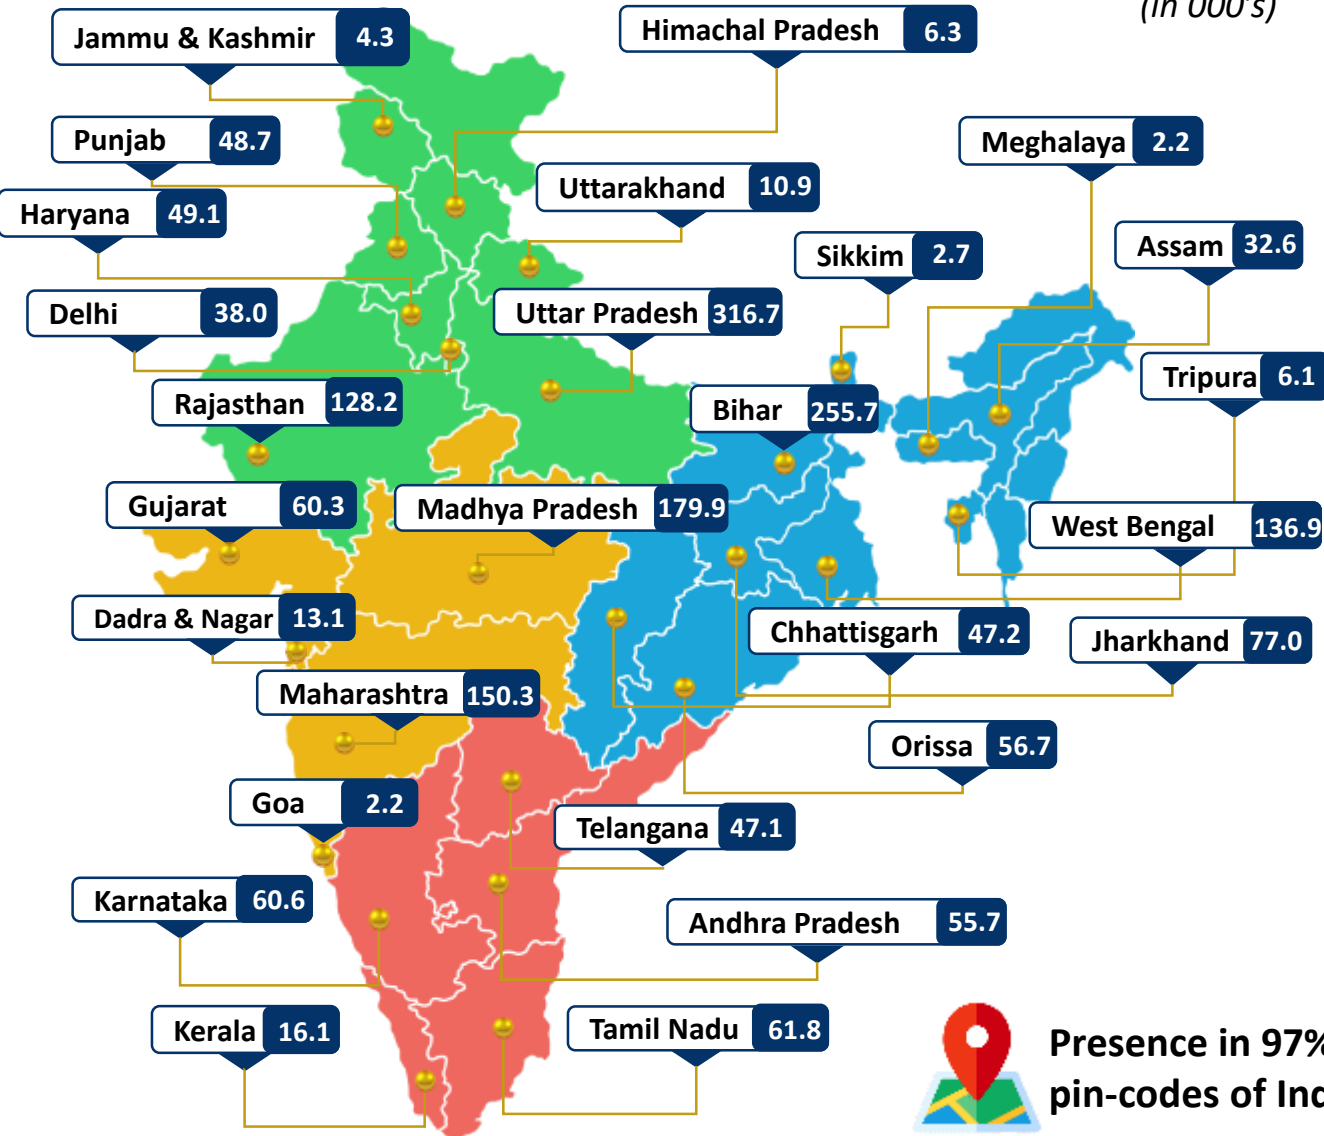 (in 000's)
Jammu & Kashmir 4.3
Himachal Pradesh 6.3
Punjab 48.7
Meghalaya 2.2
Uttarakhand 10.9
Haryana 49.1
Assam 32.6
Sikkim 2.7
Delhi 38.0
Uttar Pradesh 316.7
Tripura 6.1
Rajasthan 128.2
Bihar 255.7
Gujarat 60.3
Madhya Pradesh 179.9
West Bengal 136.9
Dadra & Nagar 13.1
Chhattisgarh 47.2
Jharkhand 77.0
Maharashtra 150.3
Orissa 56.7
Goa 2.2
Telangana 47.1
Karnataka 60.6
Andhra Pradesh 55.7
Kerala 16.1
Tamil Nadu 61.8
Presence in 97%
pin-codes of